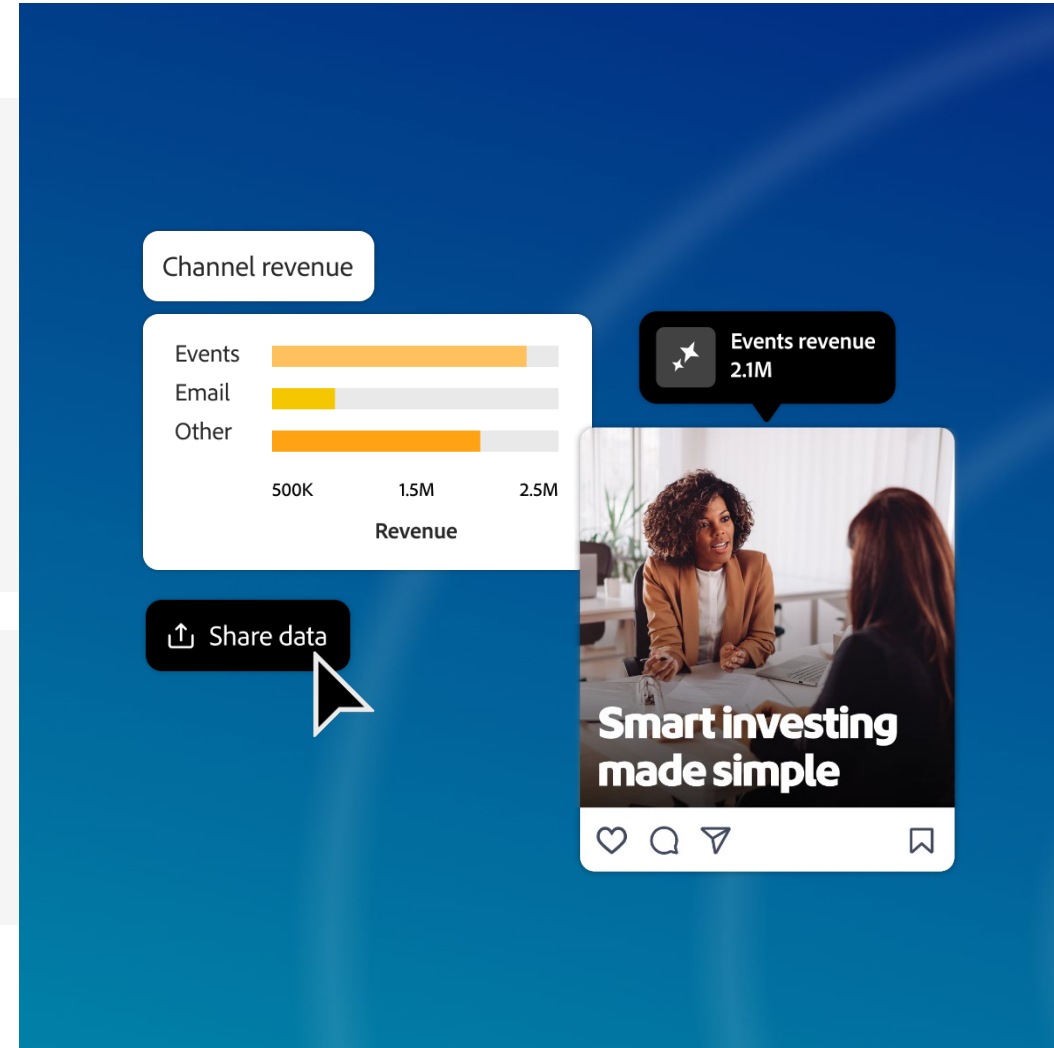 Channel revenue
Events
Email
Other
500K 1.5M 2.5M
Revenue
Share data
Events revenue
2.1M
Smart investing
made simple